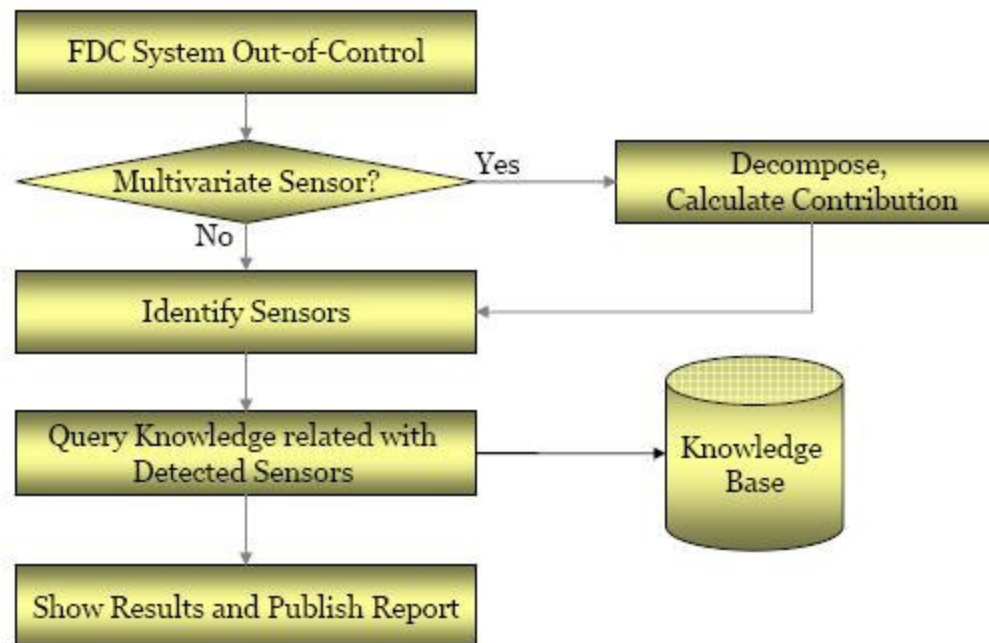 FDC System Out-of-Control
Multivariate Sensor?
Yes
Decompose,
Calculate Contribution
No
Identify Sensors
Query Knowledge related with
Detected Sensors
Knowledge
Base
Show Results and Publish Report